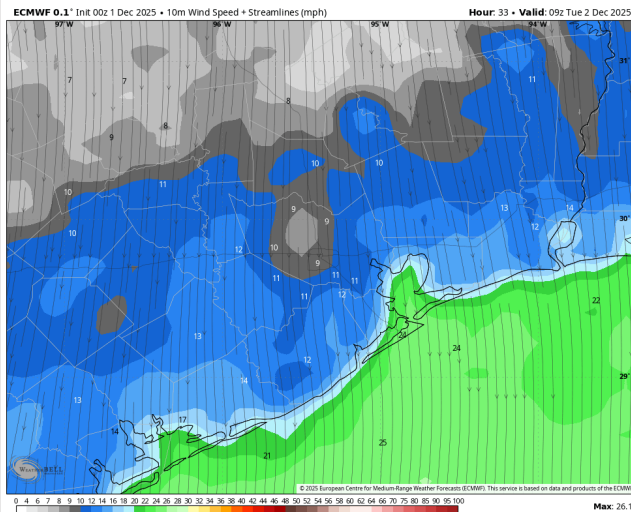 ECMWF 0.1° Init 00z 1 Dec 2025 • 10m Wind Speed + Streamlines (mph)
Hour: 33 • Valid: 09z Tue 2 Dec 2025
97°W 96°W 95°W 94°W
31°
7 7 11
8
9 8
10 11 10 10
9 13 14
30°
10 9 12
12 10
9
11 11 11
11 12
22
13 24
24
12
14 29°
13
17
14
25
21
WEATHERBELL
© 2025 European Centre for Medium-Range Weather Forecasts (ECMWF). This service is based on data and products of the ECMWF
0 4 6 8 9 10 12 14 16 18 20 22 24 26 28 30 32 34 36 38 40 42 44 46 48 50 52 54 56 58 60 62 64 66 70 75 80 85 90 95 100
Max: 26.1